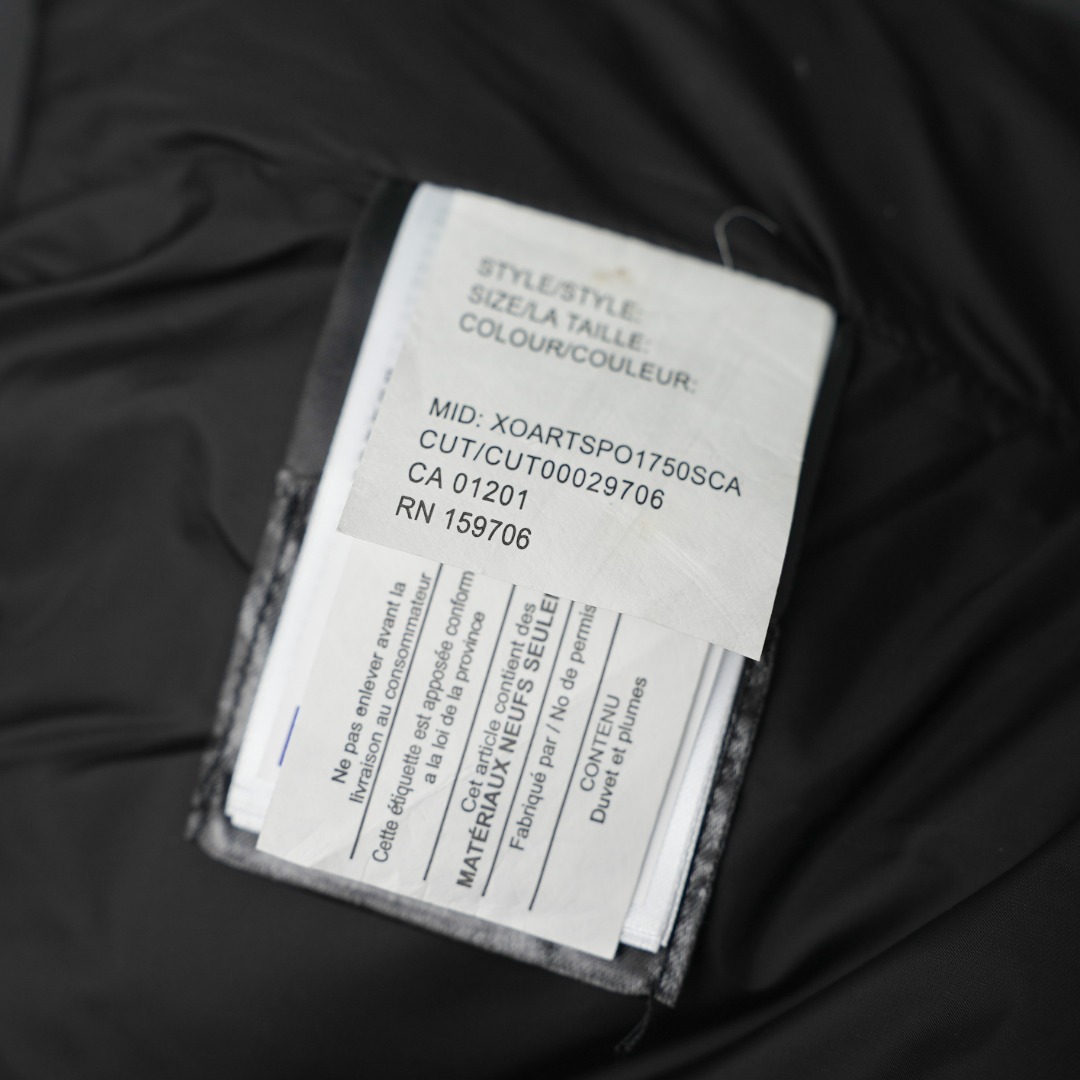 STYLE/STYLE:
SIZE/LA TAILLE:
COLOUR/COULEUR:
MID: XOARTSPO1750SCA
CUT/CUT00029706
CA 01201
RN 159706
Ne pas enlever avant la
livraison au consommateur
Cette étiquette est apposée conform
a la loi de la province
Cet article contient des
MATÉRIAUX NEUFS SEULE
Fabriqué par / No de permis
CONTENU
Duvet et plumes